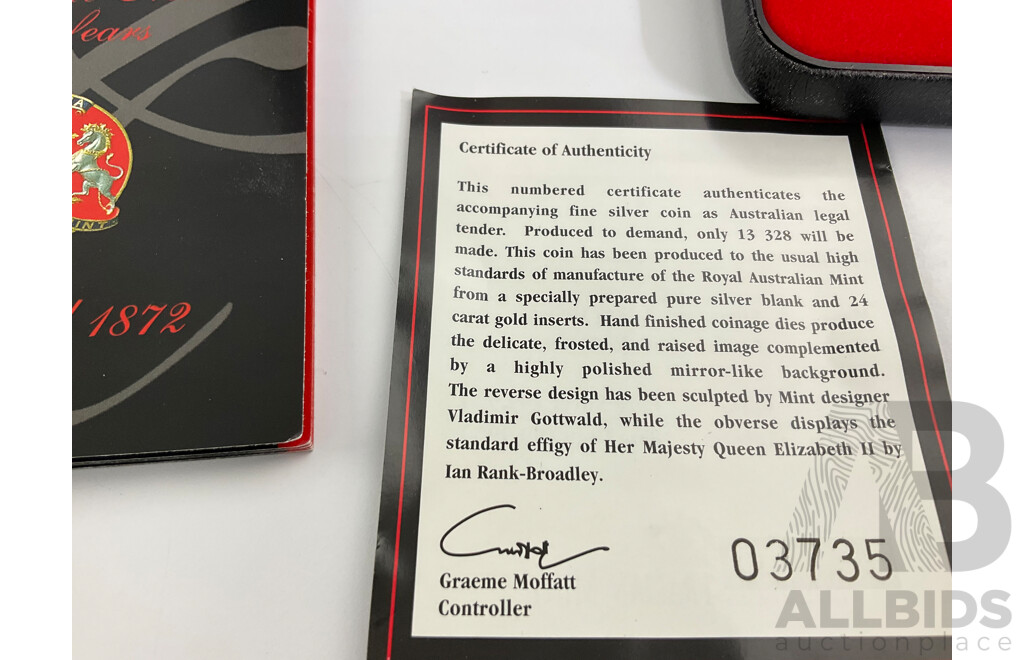 ears
A
INT
1872
Certificate of Authenticity
This numbered certificate authenticates the
accompanying fine silver coin as Australian legal
tender. Produced to demand, only 13 328 will be
made. This coin has been produced to the usual high
standards of manufacture of the Royal Australian Mint
from a specially prepared pure silver blank and 24
carat gold inserts. Hand finished coinage dies produce
the delicate, frosted, and raised image complemented
by a highly polished mirror-like background.
The reverse design has been sculpted by Mint designer
Vladimir Gottwald, while the obverse displays the
standard effigy of Her Majesty Queen Elizabeth II by
Ian Rank-Broadley.
Graeme Moffatt
Controller
03735
AB
ALLBIDS
auctionplace